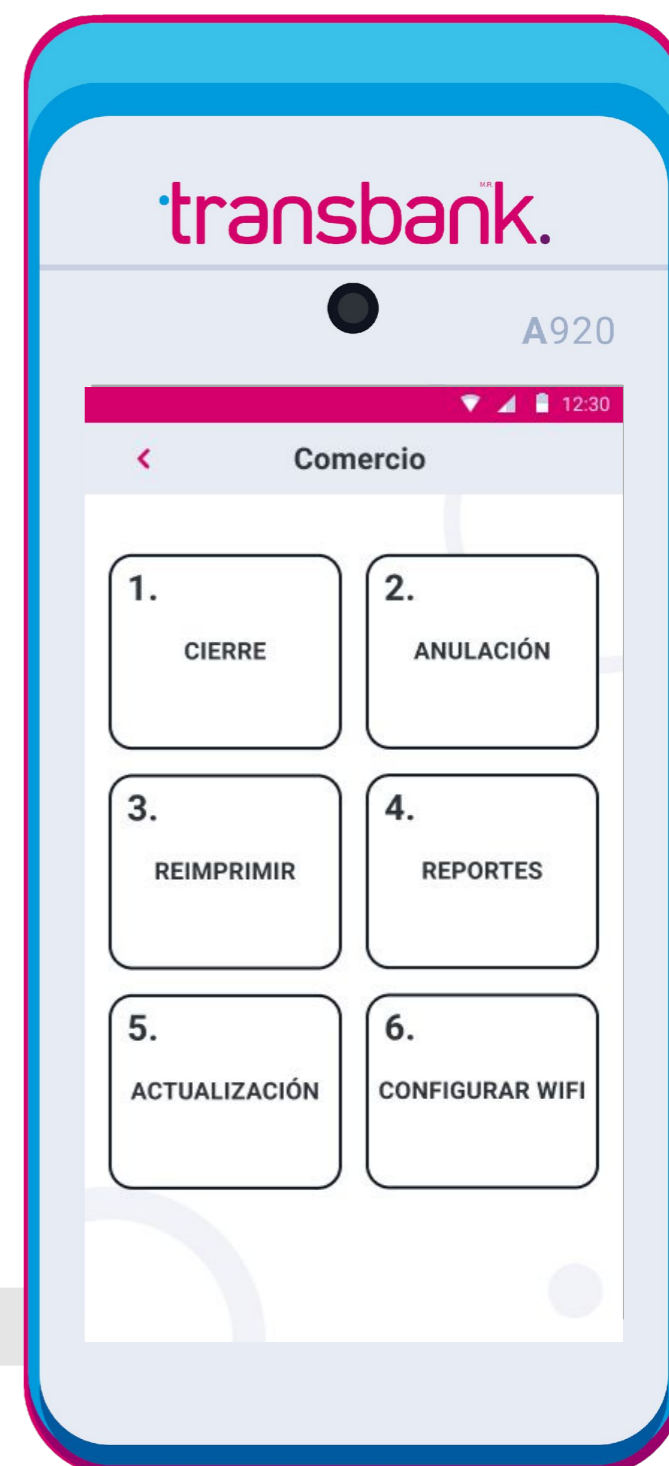 transbank.
M.R.
A920
12:30
Comercio
1.
CIERRE
2.
ANULACIÓN
3.
REIMPRIMIR
4.
REPORTES
5.
ACTUALIZACIÓN
6.
CONFIGURAR WIFI